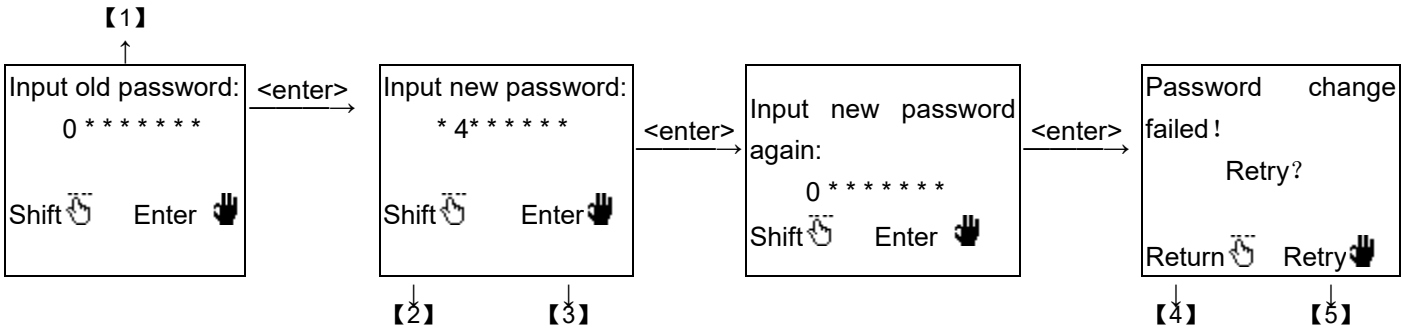 【1】
↑
Input old password:
0 * * * * * * *
Shift Enter
<enter>
Input new password:
* 4* * * * * *
Shift Enter
<enter>
Input new password
again:
0 * * * * * * *
Shift Enter
<enter>
Password change
failed！
Retry？
Return Retry
【2】
【3】
【4】
【5】